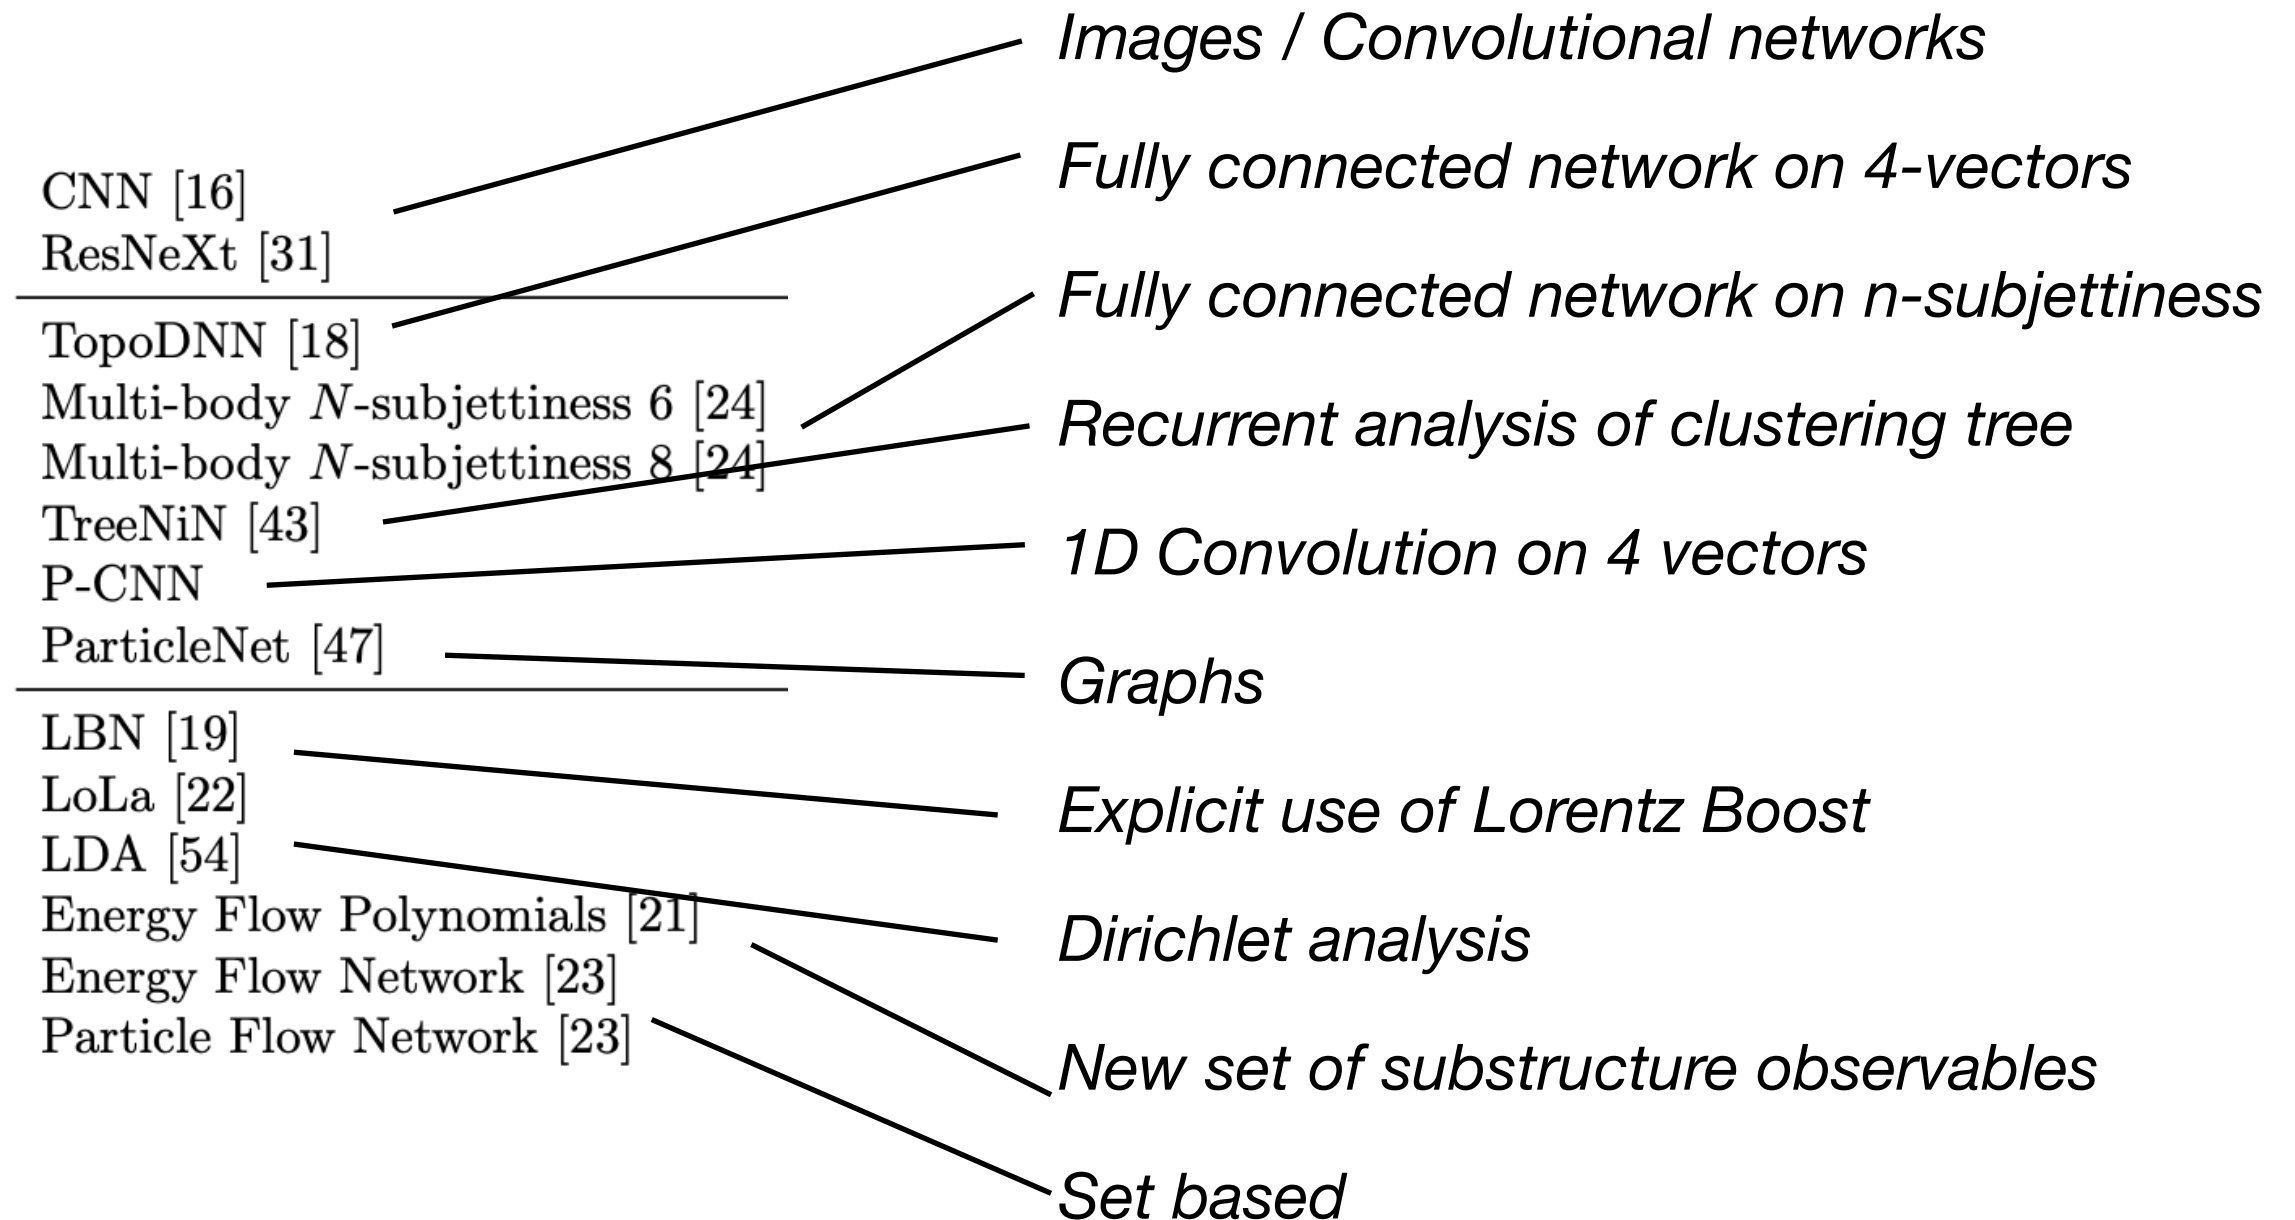 CNN [16]
ResNeXt [31]
TopoDNN [18]
Multi-body N-subjettiness 6 [24]
Multi-body N-subjettiness 8 [24]
TreeNiN [43]
P-CNN
ParticleNet [47]
LBN [19]
LoLa [22]
LDA [54]
Energy Flow Polynomials [21]
Energy Flow Network [23]
Particle Flow Network [23]
Images / Convolutional networks
Fully connected network on 4-vectors
Fully connected network on n-subjettiness
Recurrent analysis of clustering tree
1D Convolution on 4 vectors
Graphs
Explicit use of Lorentz Boost
Dirichlet analysis
New set of substructure observables
Set based